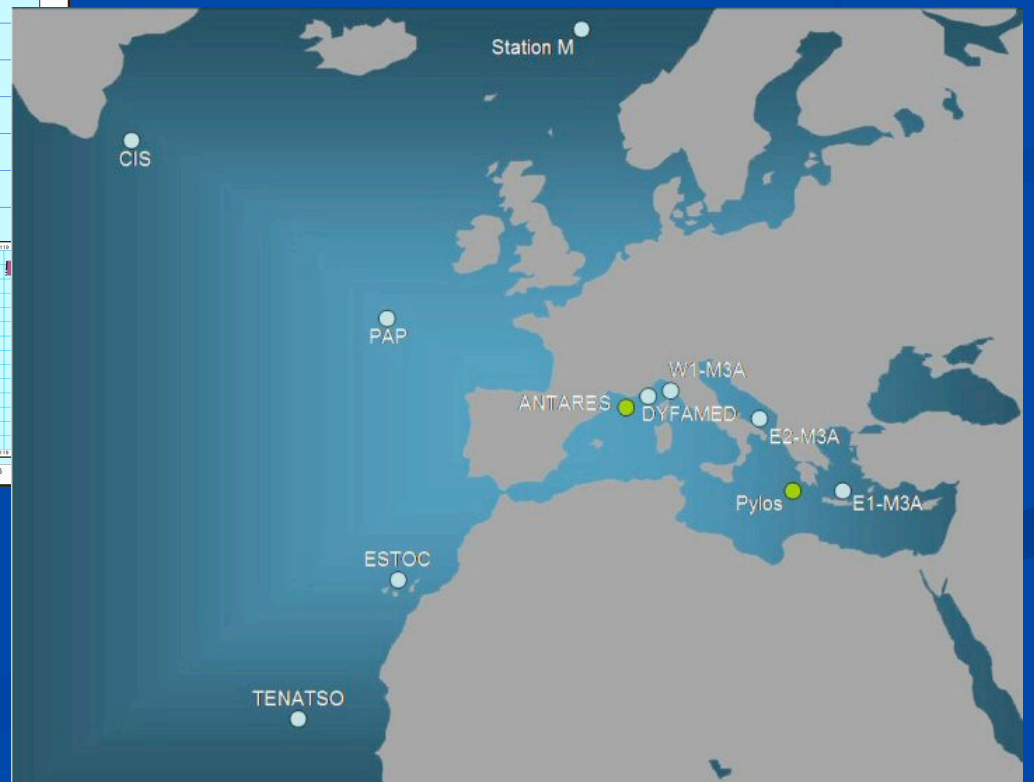 Station M
CIS
PAP
W1-M3A
ANTARES
DYFAMED
E2-M3A
Pylos
E1-M3A
ESTOC
TENATSO